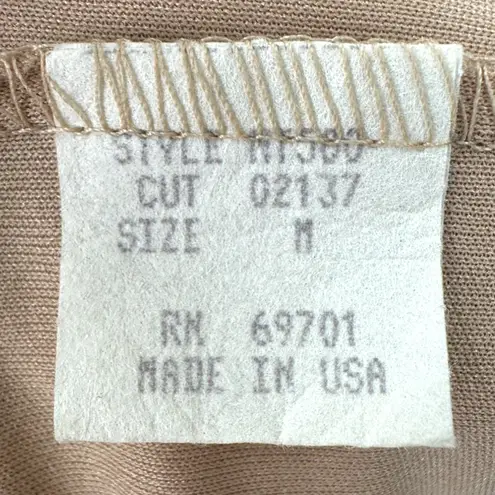 STYLE
CUT 02137
SIZE M
RN 69701
MADE IN USA